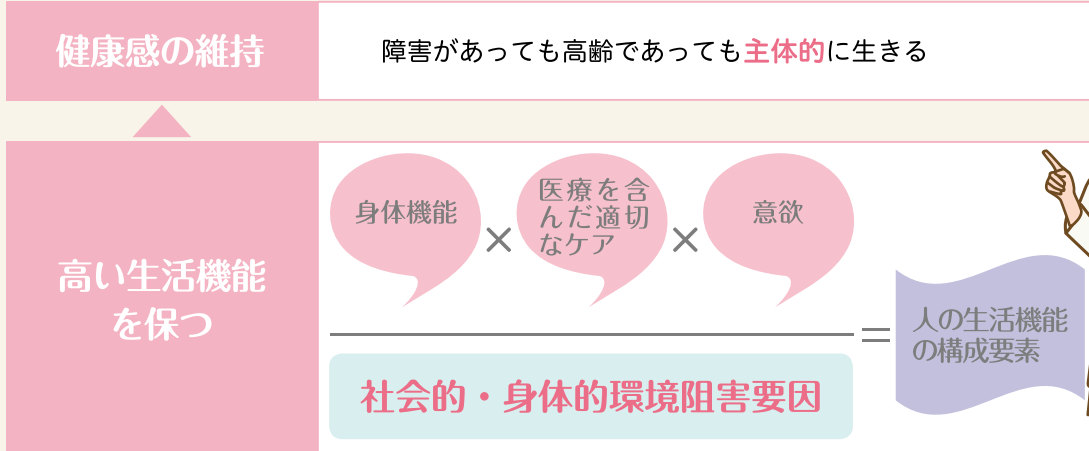 健康感の維持
障害があっても高齢であっても主体的に生きる
高い生活機能
を保つ
身体機能
×
医療を含
んだ適切
なケア
×
意欲
=
人の生活機能
の構成要素
社会的・身体的環境阻害要因